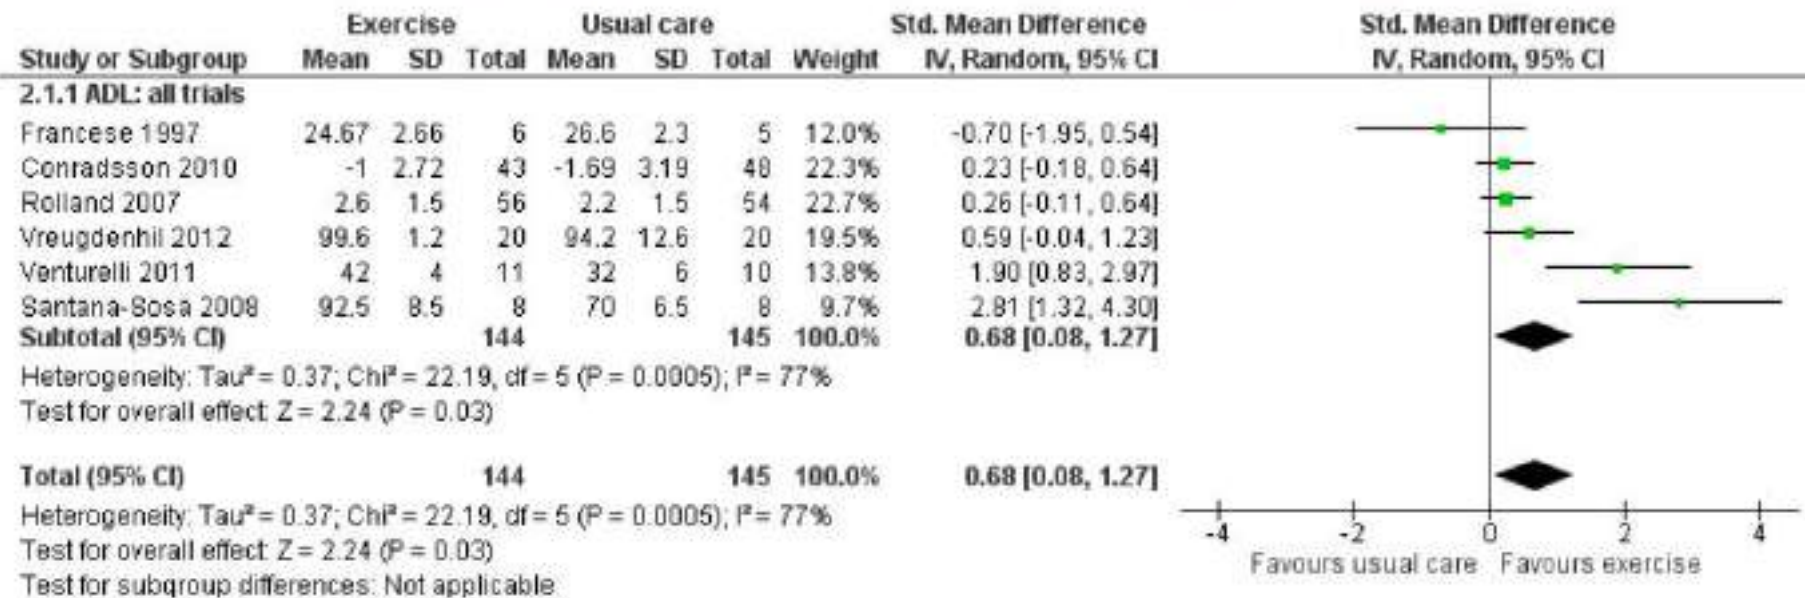 Exercise Usual care Std. Mean Difference Std. Mean Difference
Study or Subgroup Mean SD Total Mean SD Total Weight IV, Random, 95% CI IV, Random, 95% CI
2.1.1 ADL: all trials
Francese 1997 24.67 2.66 6 26.6 2.3 5 12.0% -0.70 [-1.95, 0.54]
Conradsson 2010 -1 2.72 43 -1.69 3.19 48 22.3% 0.23 [-0.18, 0.64]
Rolland 2007 2.6 1.5 56 2.2 1.5 54 22.7% 0.26 [-0.11, 0.64]
Vreugdenhil 2012 99.6 1.2 20 94.2 12.6 20 19.5% 0.59 [-0.04, 1.23]
Venturelli 2011 42 4 11 32 6 10 13.8% 1.90 [0.83, 2.97]
Santana-Sosa 2008 92.5 8.5 8 70 6.5 8 9.7% 2.81 [1.32, 4.30]
Subtotal (95% CI) 144 145 100.0% 0.68 [0.08, 1.27]
Heterogeneity: Tau² = 0.37; Chi² = 22.19, df = 5 (P = 0.0005); I² = 77%
Test for overall effect: Z = 2.24 (P = 0.03)
Total (95% CI) 144 145 100.0% 0.68 [0.08, 1.27]
Heterogeneity: Tau² = 0.37; Chi² = 22.19, df = 5 (P = 0.0005); I² = 77%
Test for overall effect: Z = 2.24 (P = 0.03)
Test for subgroup differences: Not applicable
-4 -2 0 2 4
Favours usual care Favours exercise